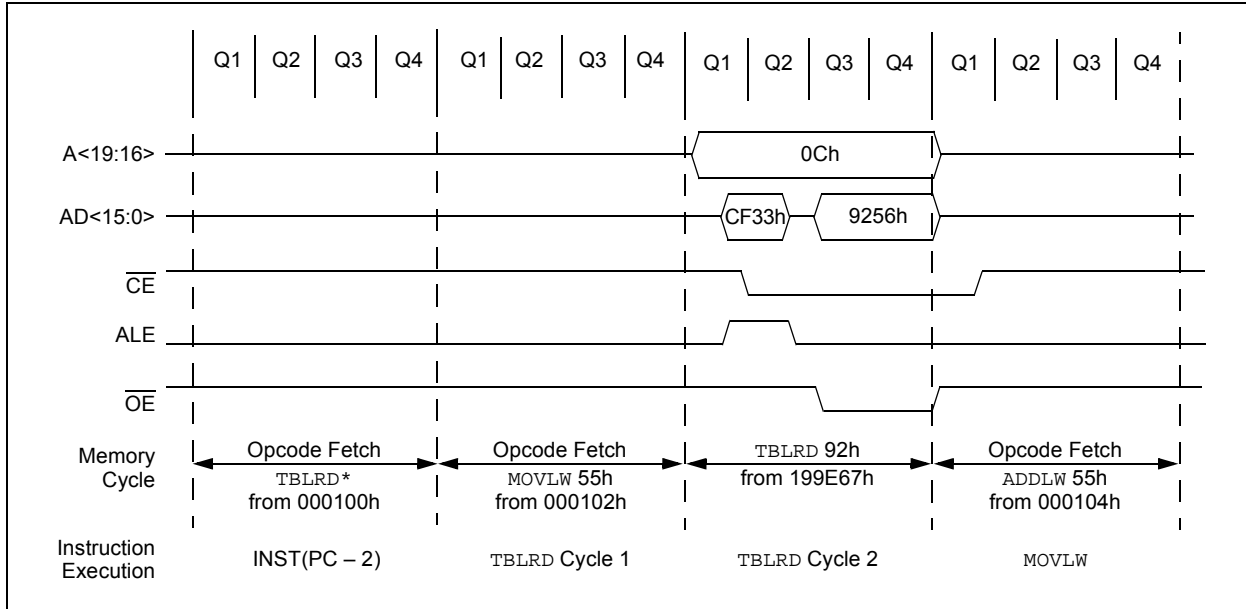 Q1 Q2 Q3 Q4 Q1 Q2 Q3 Q4 Q1 Q2 Q3 Q4 Q1 Q2 Q3 Q4
A<19:16> 0Ch
AD<15:0> CF33h 9256h
CE
ALE
OE
Memory Cycle
Opcode Fetch
TBLRD*
from 000100h
Opcode Fetch
MOVLW 55h
from 000102h
TBLRD 92h
from 199E67h
Opcode Fetch
ADDLW 55h
from 000104h
Instruction Execution
INST(PC – 2)
TBLRD Cycle 1
TBLRD Cycle 2
MOVLW